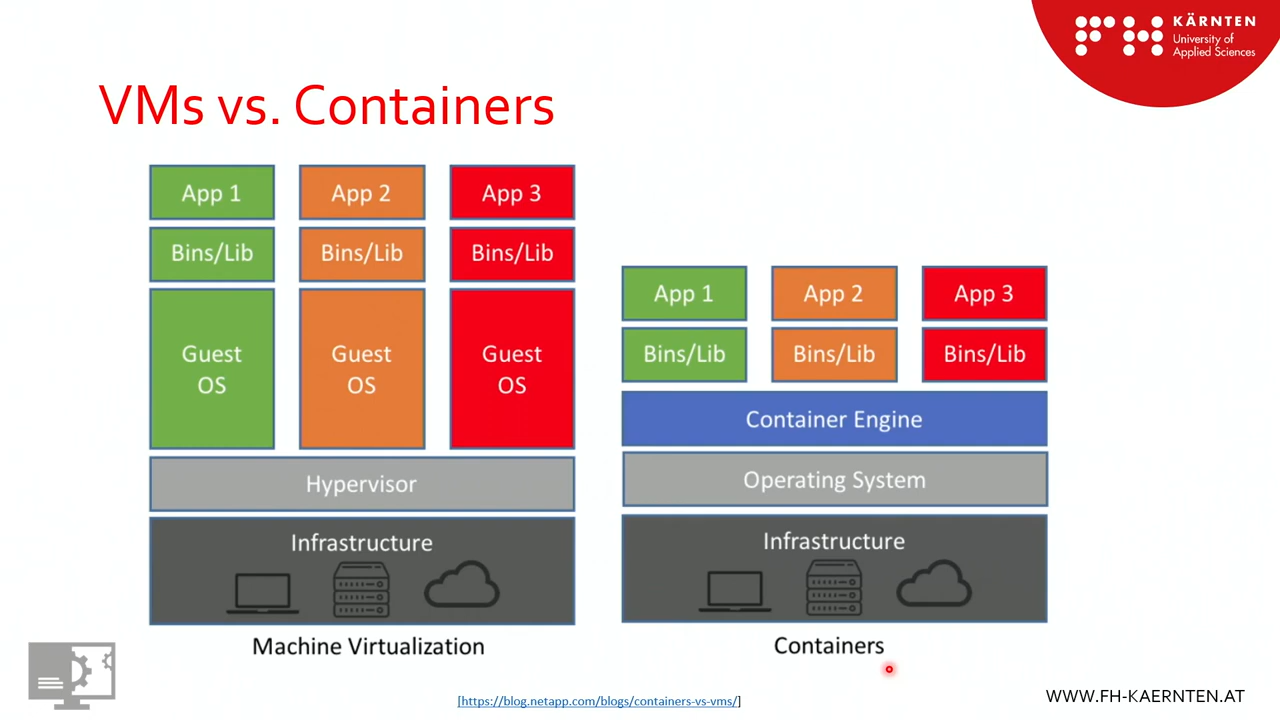 KÄRNTEN
University of
Applied Sciences
VMs vs. Containers
App 1
App 2
App 3
Bins/Lib
Bins/Lib
Bins/Lib
Guest
OS
Guest
OS
Guest
OS
Hypervisor
Infrastructure
Machine Virtualization
App 1
App 2
App 3
Bins/Lib
Bins/Lib
Bins/Lib
Container Engine
Operating System
Infrastructure
Containers
[https://blog.netapp.com/blogs/containers-vs-vms/]
WWW.FH-KAERNTEN.AT